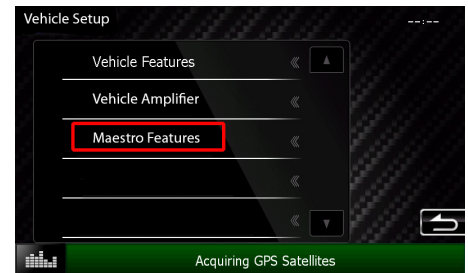 Vehicle Setup
--:--
Vehicle Features
Vehicle Amplifier
Maestro Features
Acquiring GPS Satellites